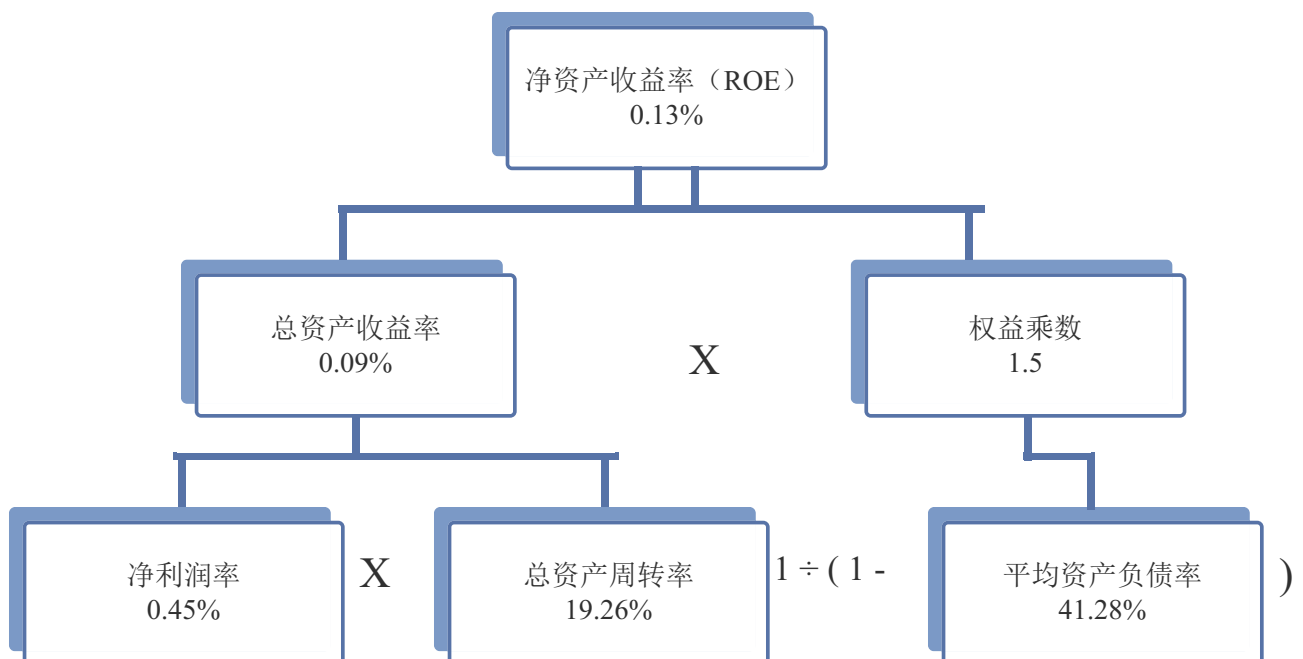 净资产收益率（ROE）
0.13%
总资产收益率
0.09%
X
权益乘数
1.5
净利润率
0.45%
X
总资产周转率
19.26%
1 ÷ ( 1 -
平均资产负债率
41.28%
)